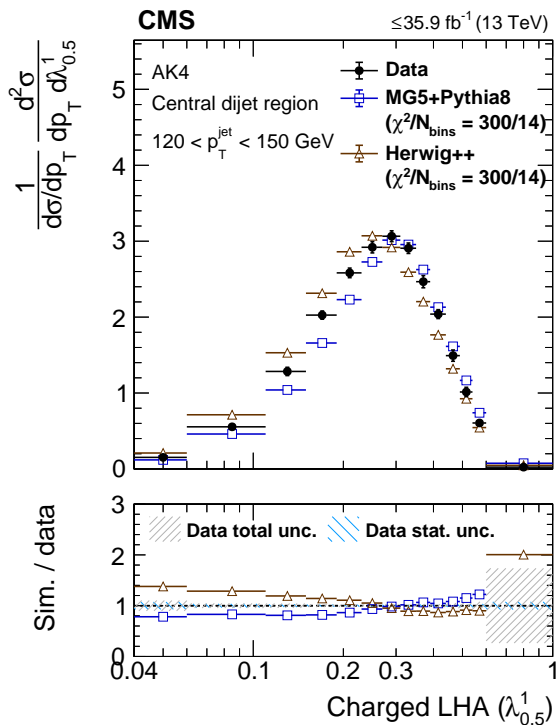 CMS
≤35.9 fb⁻¹ (13 TeV)
1 / dσ/dp_T d²σ / dp_T dλ¹_0.5
AK4
Central dijet region
120 < p_T^jet < 150 GeV
Data
MG5+Pythia8
(χ²/N_bins = 300/14)
Herwig++
(χ²/N_bins = 300/14)
5
4
3
2
1
0
Sim. / data
Data total unc.
Data stat. unc.
3
2
1
0
0.04
0.1
0.2
0.3
1
Charged LHA (λ¹_0.5)